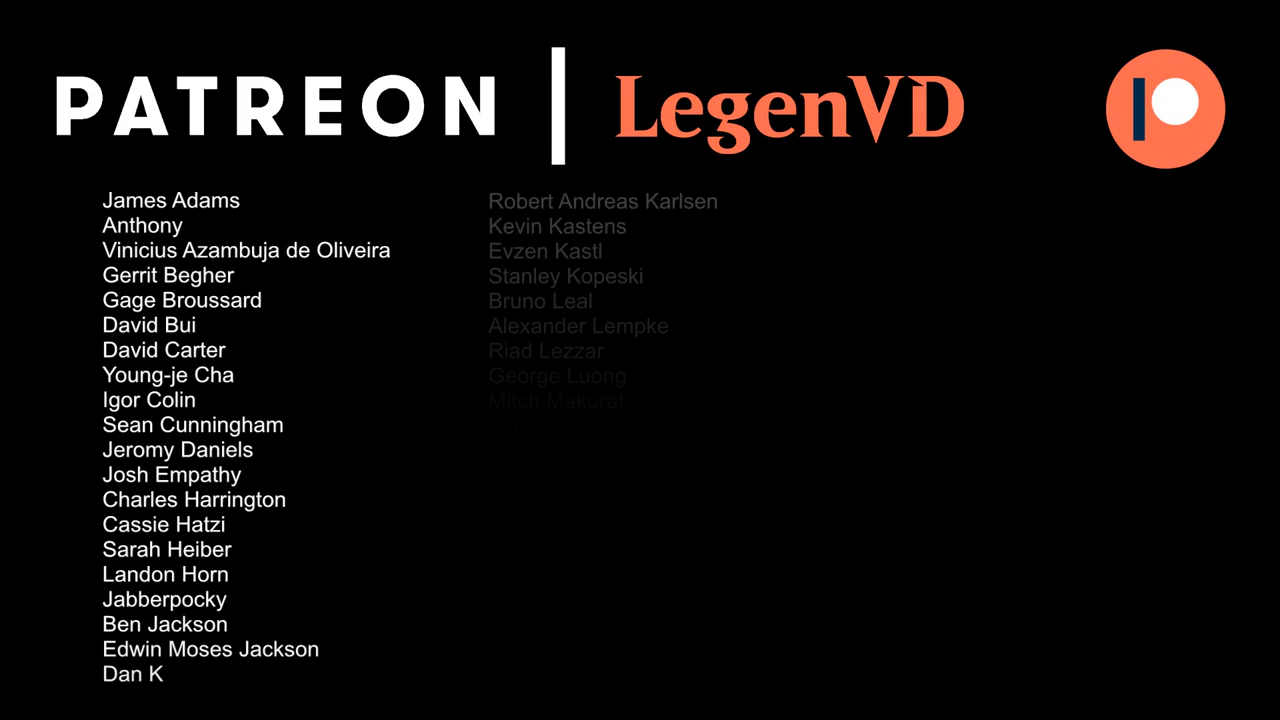 PATREON | LegenVD
James Adams
Anthony
Vinicius Azambuja de Oliveira
Gerrit Begher
Gage Broussard
David Bui
David Carter
Young-je Cha
Igor Colin
Sean Cunningham
Jeromy Daniels
Josh Empathy
Charles Harrington
Cassie Hatzi
Sarah Heiber
Landon Horn
Jabberpocky
Ben Jackson
Edwin Moses Jackson
Dan K
Robert Andreas Karlsen
Kevin Kastens
Evzen Kastl
Stanley Kopeski
Bruno Leal
Alexander Lempke
Riad Lezzar
George Luong
Mitch Makurat